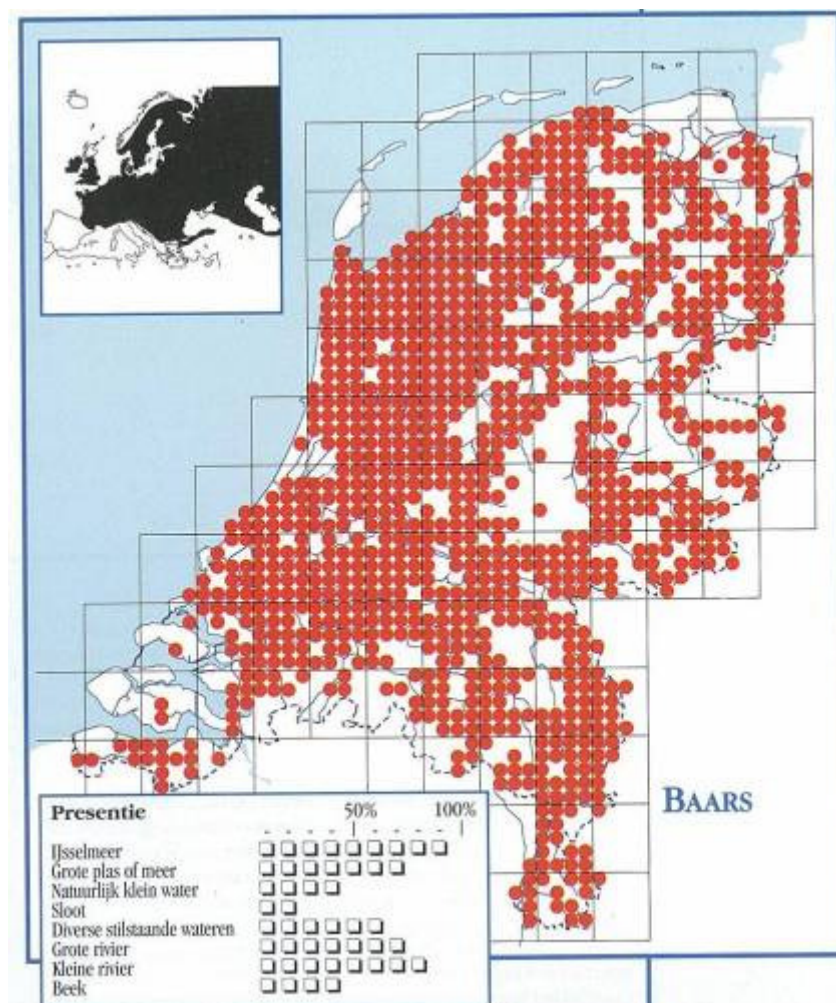 BAARS
Presentie 50% 100%
IJsselmeer
Grote plas of meer
Natuurlijk klein water
Sloot
Diverse stilstaande wateren
Grote rivier
Kleine rivier
Beek